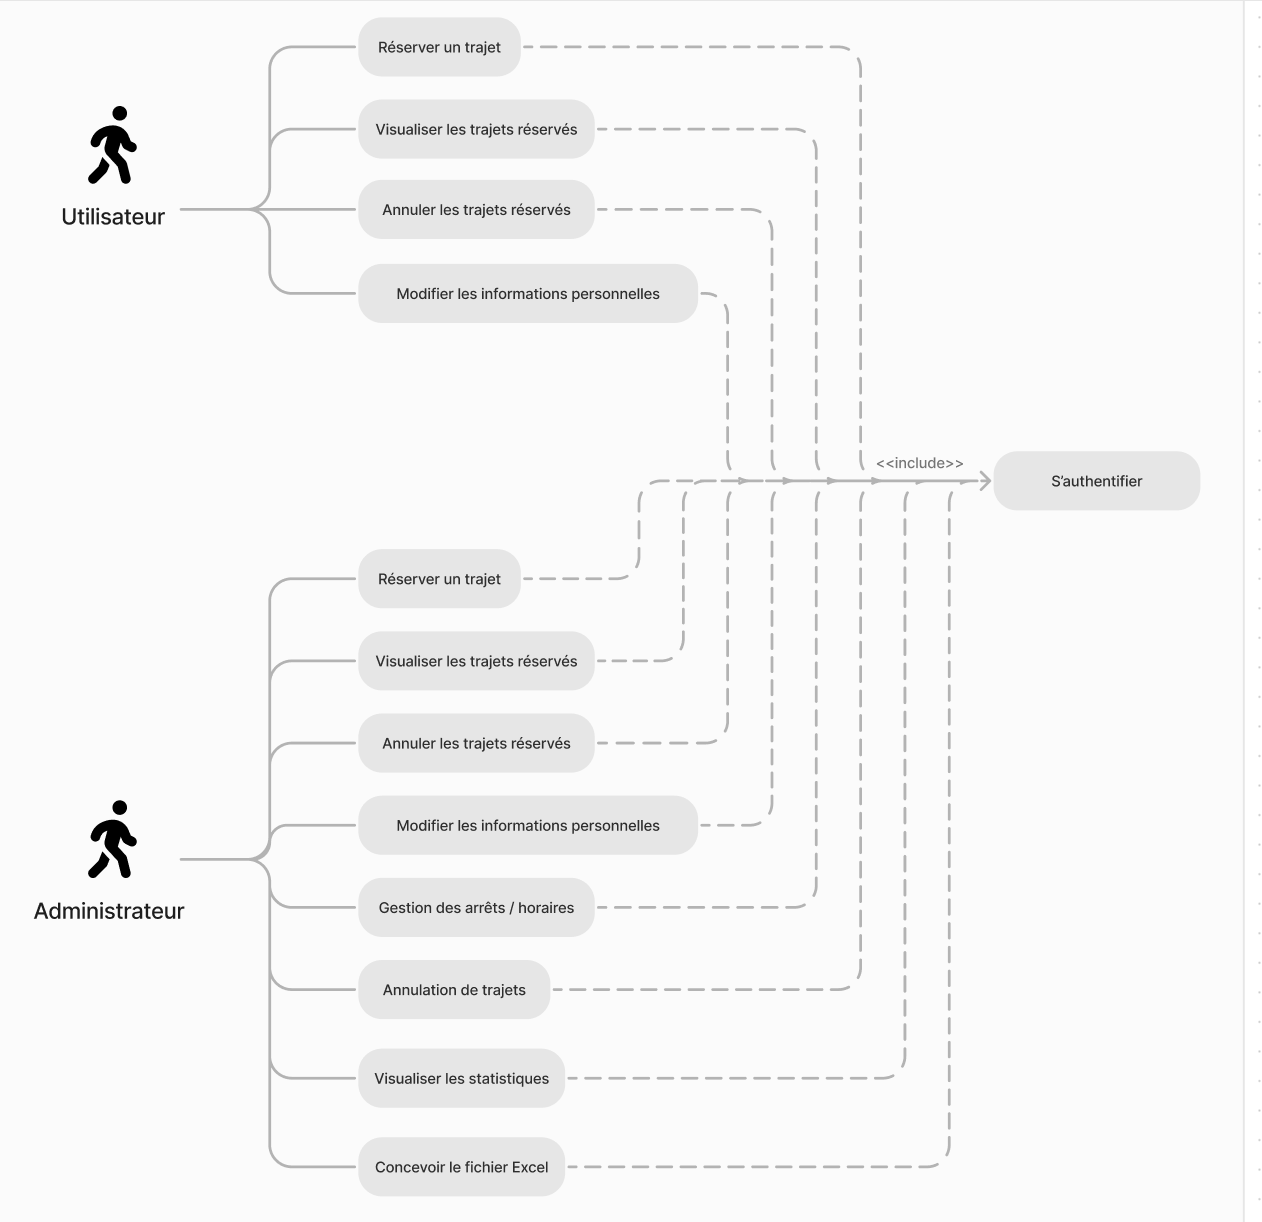 Réserver un trajet
Visualiser les trajets réservés
Utilisateur
Annuler les trajets réservés
Modifier les informations personnelles
<<include>>
S'authentifier
Réserver un trajet
Visualiser les trajets réservés
Annuler les trajets réservés
Modifier les informations personnelles
Administrateur
Gestion des arrêts / horaires
Annulation de trajets
Visualiser les statistiques
Concevoir le fichier Excel